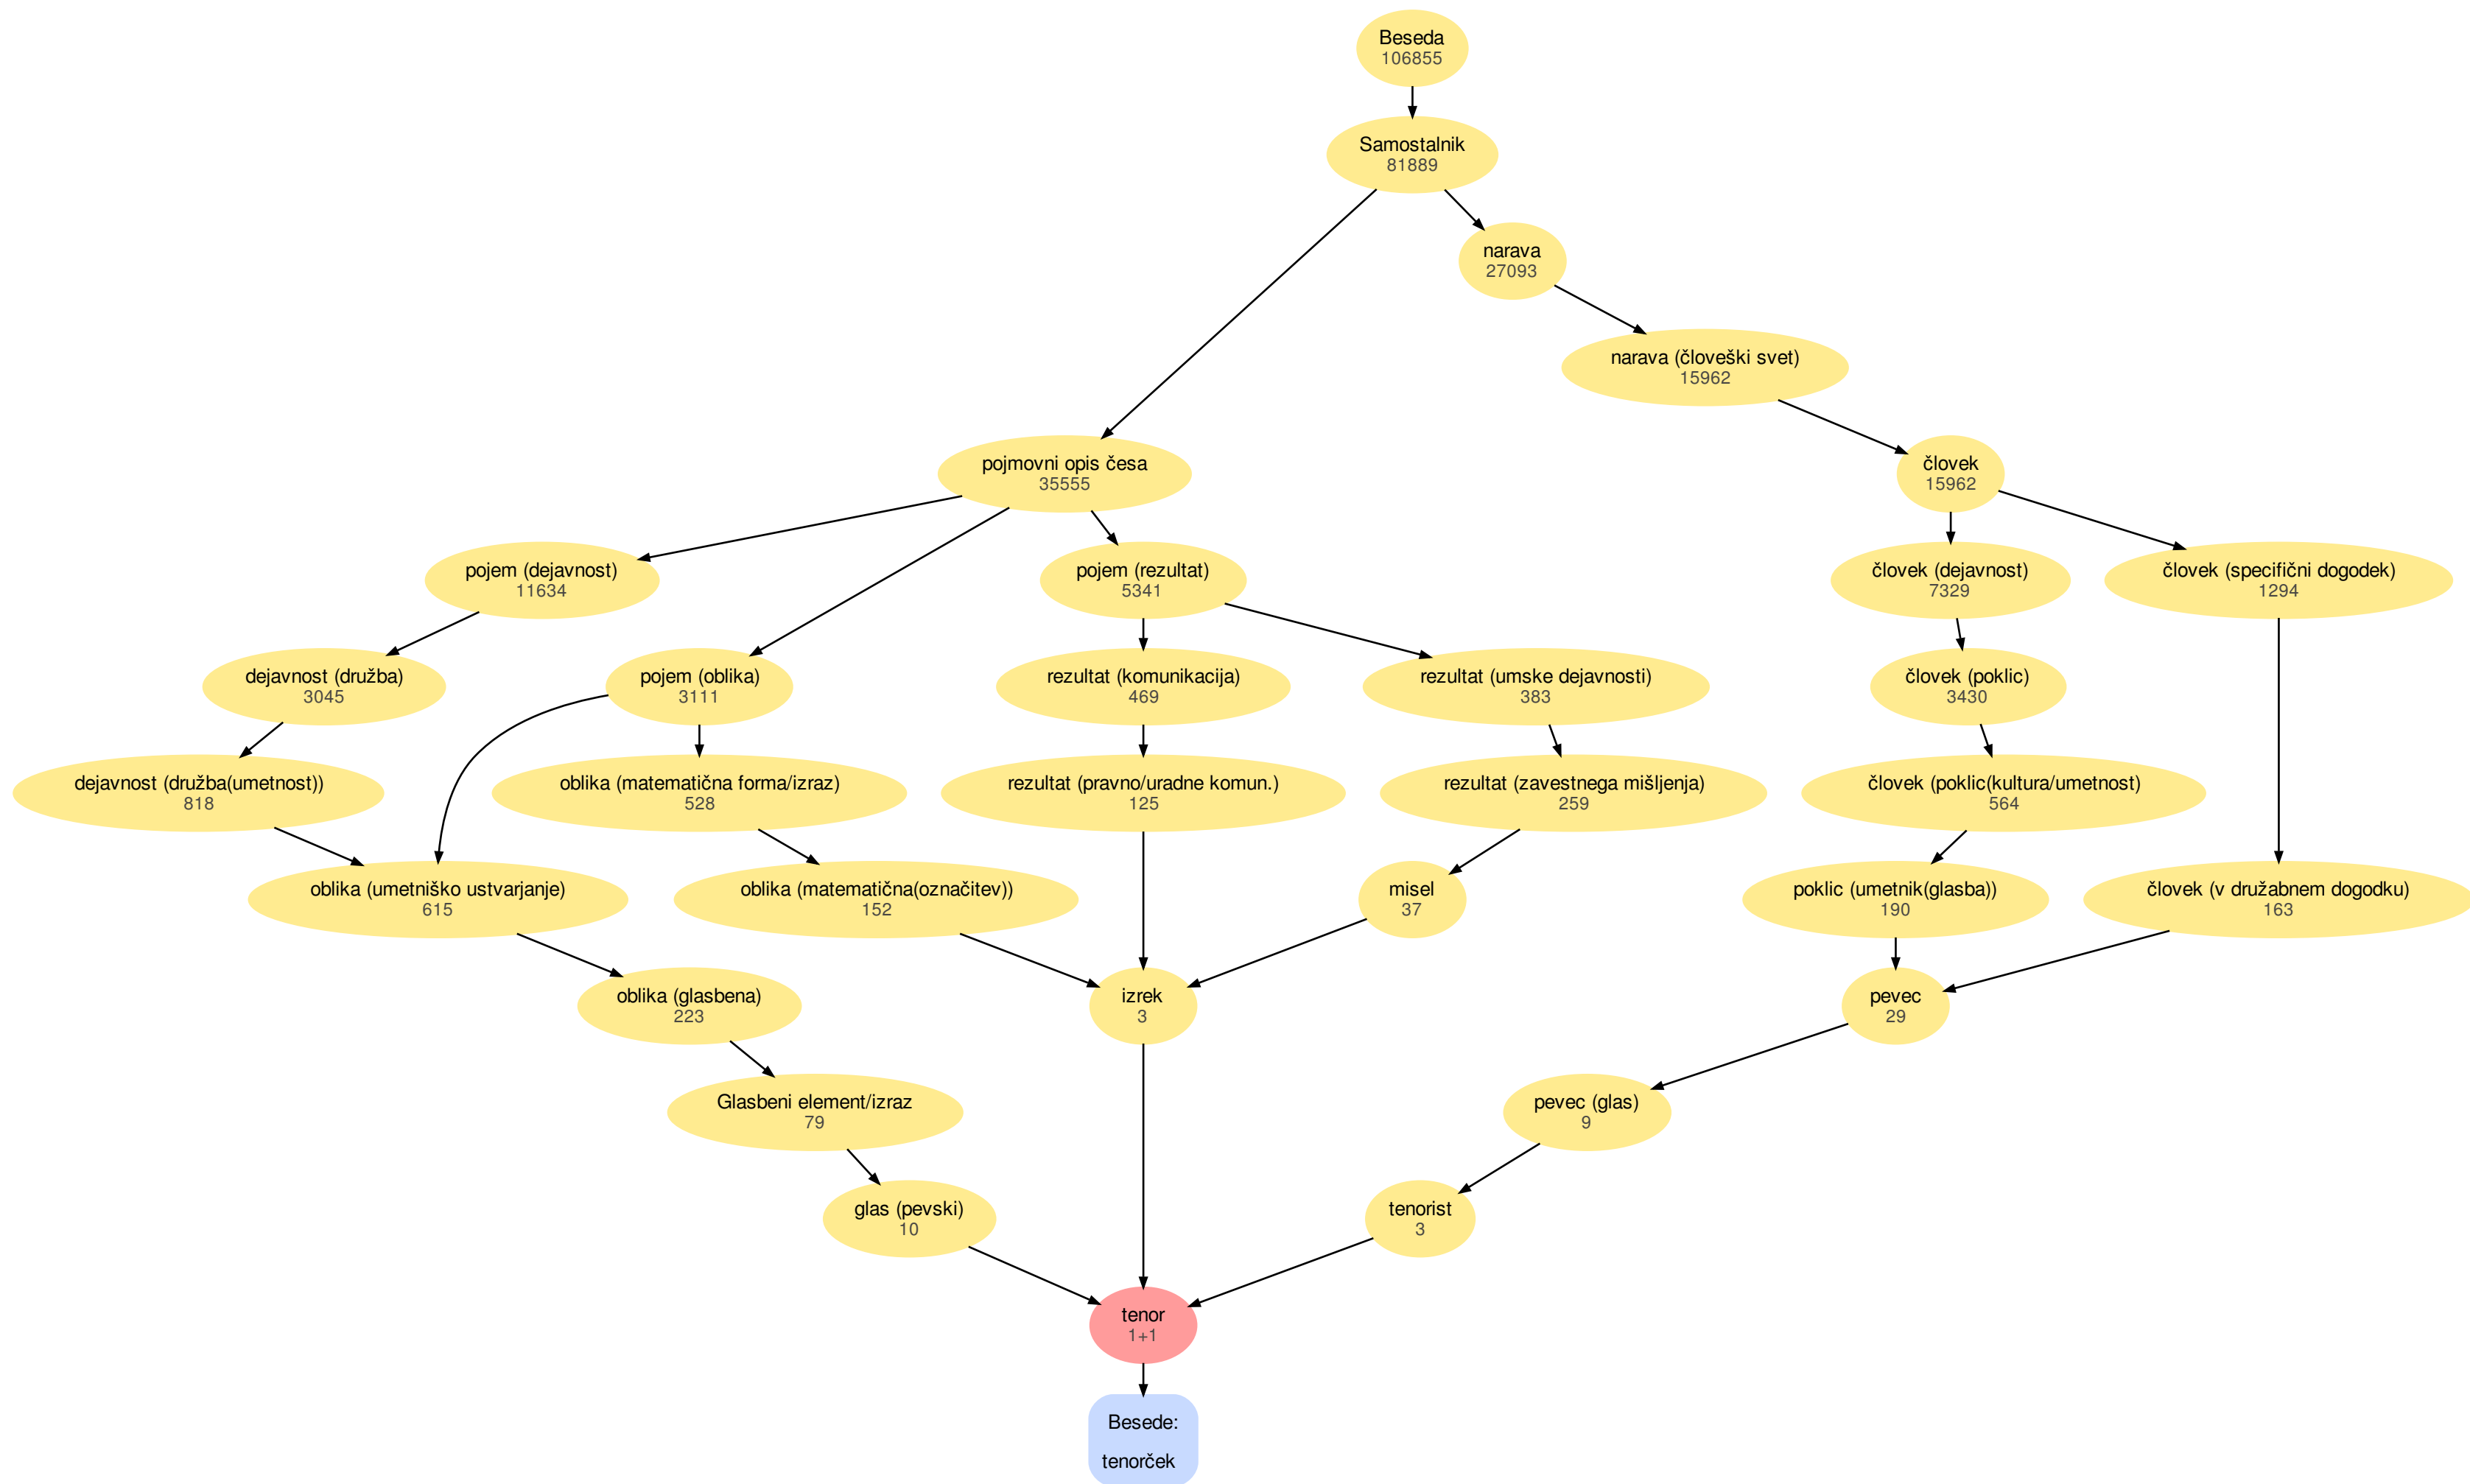 Beseda
106855
Samostalnik
81889
narava
27093
narava (človeški svet)
15962
pojmovni opis česa
35555
človek
15962
pojem (dejavnost)
11634
pojem (rezultat)
5341
človek (dejavnost)
7329
človek (specifični dogodek)
1294
dejavnost (družba)
3045
pojem (oblika)
3111
rezultat (komunikacija)
469
rezultat (umske dejavnosti)
383
človek (poklic)
3430
dejavnost (družba(umetnost))
818
oblika (matematična forma/izraz)
528
rezultat (pravno/uradne komun.)
125
rezultat (zavestnega mišljenja)
259
človek (poklic(kultura/umetnost)
564
oblika (umetniško ustvarjanje)
615
oblika (matematična(označitev))
152
misel
37
poklic (umetnik(glasba))
190
človek (v družabnem dogodku)
163
oblika (glasbena)
223
izrek
3
pevec
29
Glasbeni element/izraz
79
pevec (glas)
9
glas (pevski)
10
tenorist
3
tenor
1+1
Besede:
tenorček